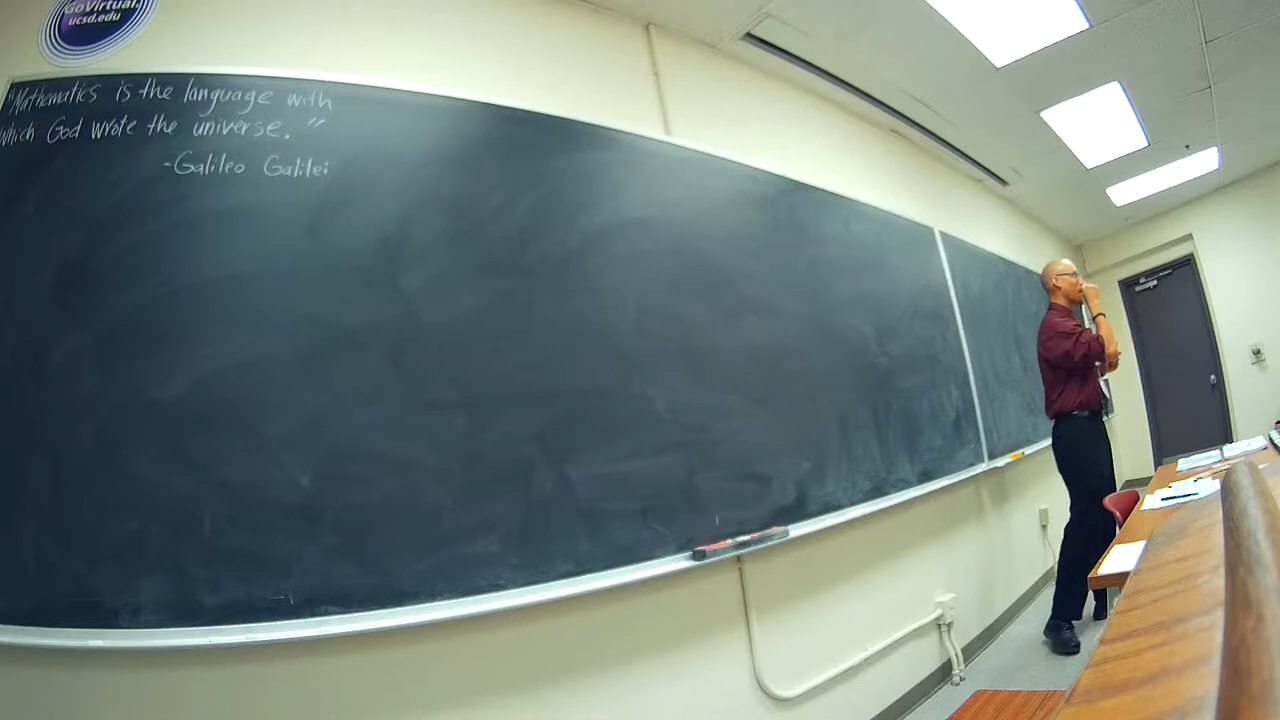 GoVirtual.
ucsd.edu
"Mathematics is the language with
which God wrote the universe."
-Galileo Galilei